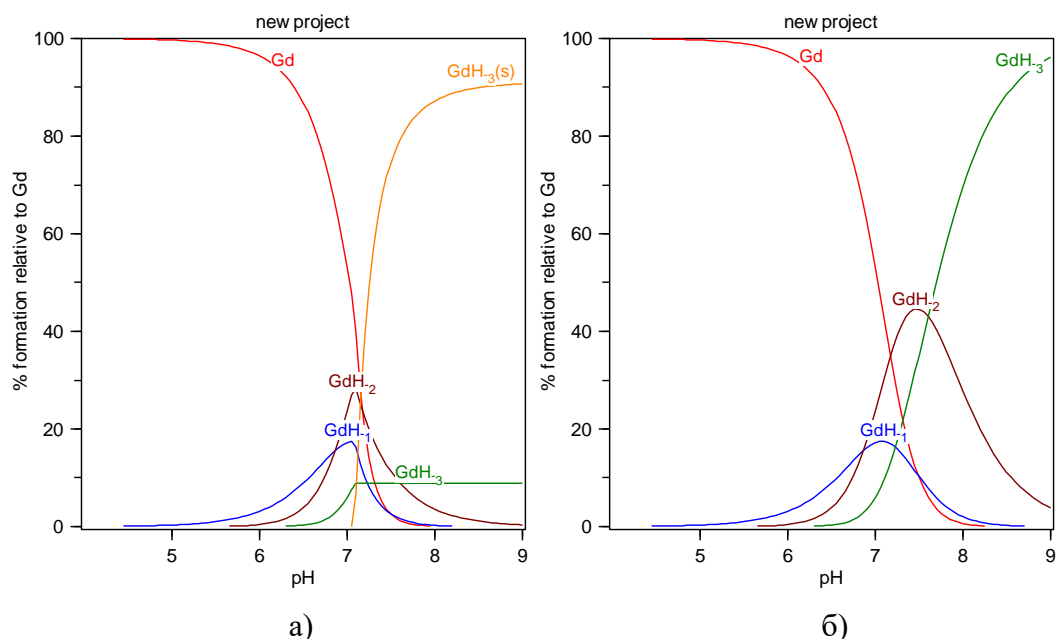 new project
100
80
60
40
20
0
% formation relative to Gd
Gd
GdH-3(s)
GdH-2
GdH-1
GdH-3
5 6 7 8 9
pH
а)
new project
100
80
60
40
20
0
% formation relative to Gd
Gd
GdH-3
GdH-2
GdH-1
5 6 7 8 9
pH
б)